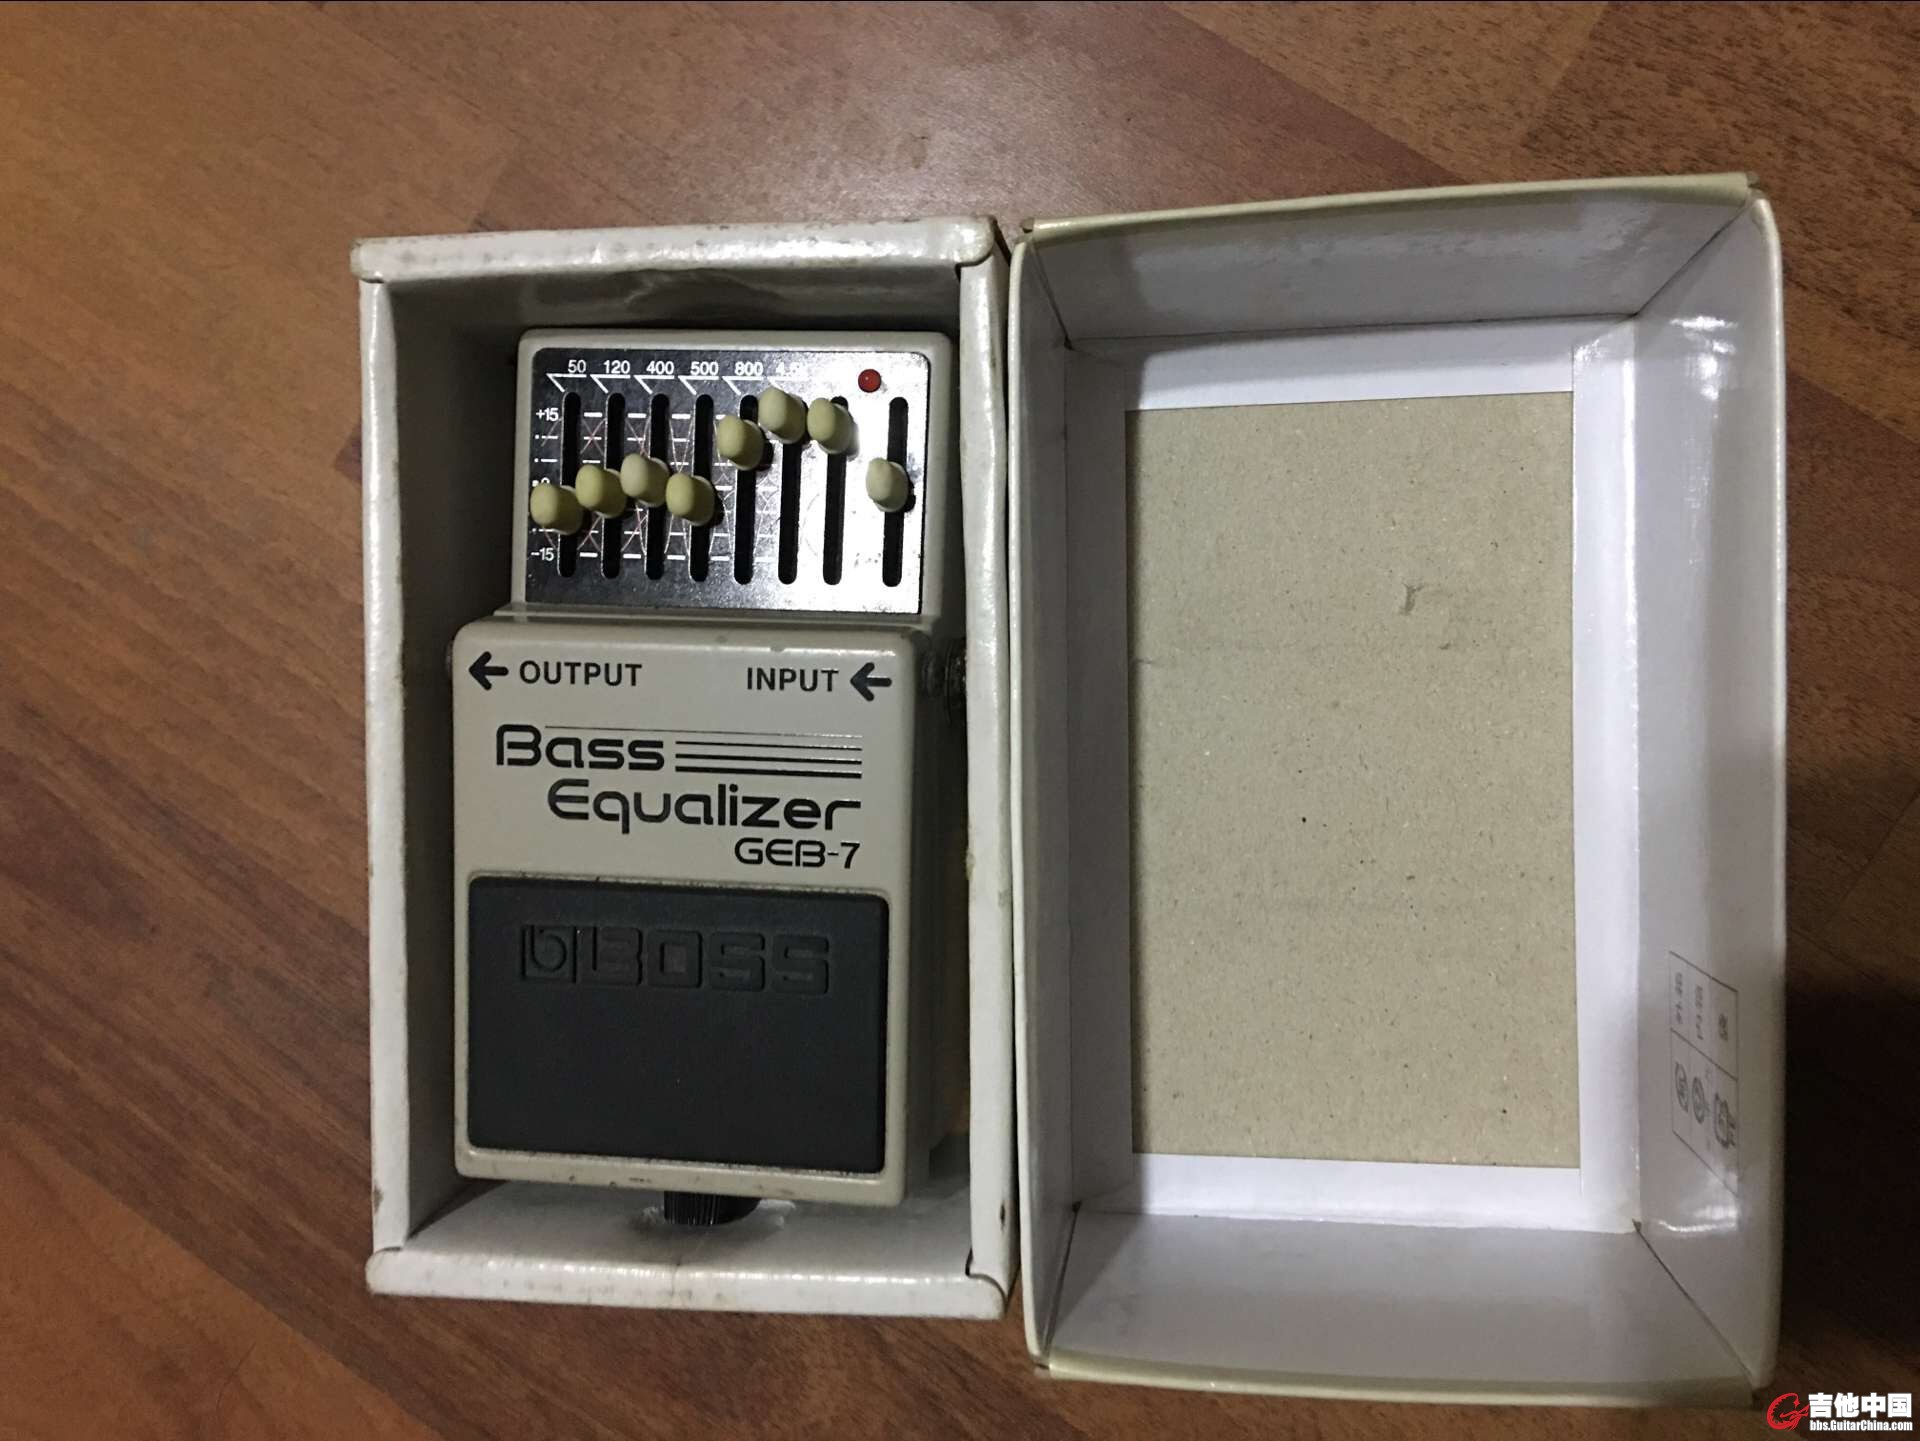 50 120 400 500 800
+15
-15
OUTPUT INPUT
Bass
Equalizer
GEB-7
BOSS
吉他中国
bbs.GuitarChina.com